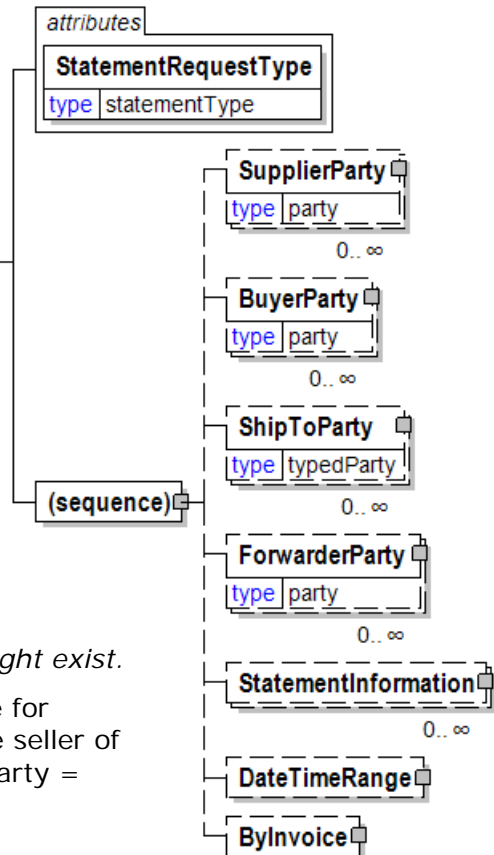 attributes
StatementRequestType
type statementType
SupplierParty
type party
0.. ∞
BuyerParty
type party
0.. ∞
ShipToParty
type typedParty
0.. ∞
(sequence)
ForwarderParty
type party
0.. ∞
StatementInformation
0.. ∞
DateTimeRange
ByInvoice
ght exist.
e for
e seller of
arty =